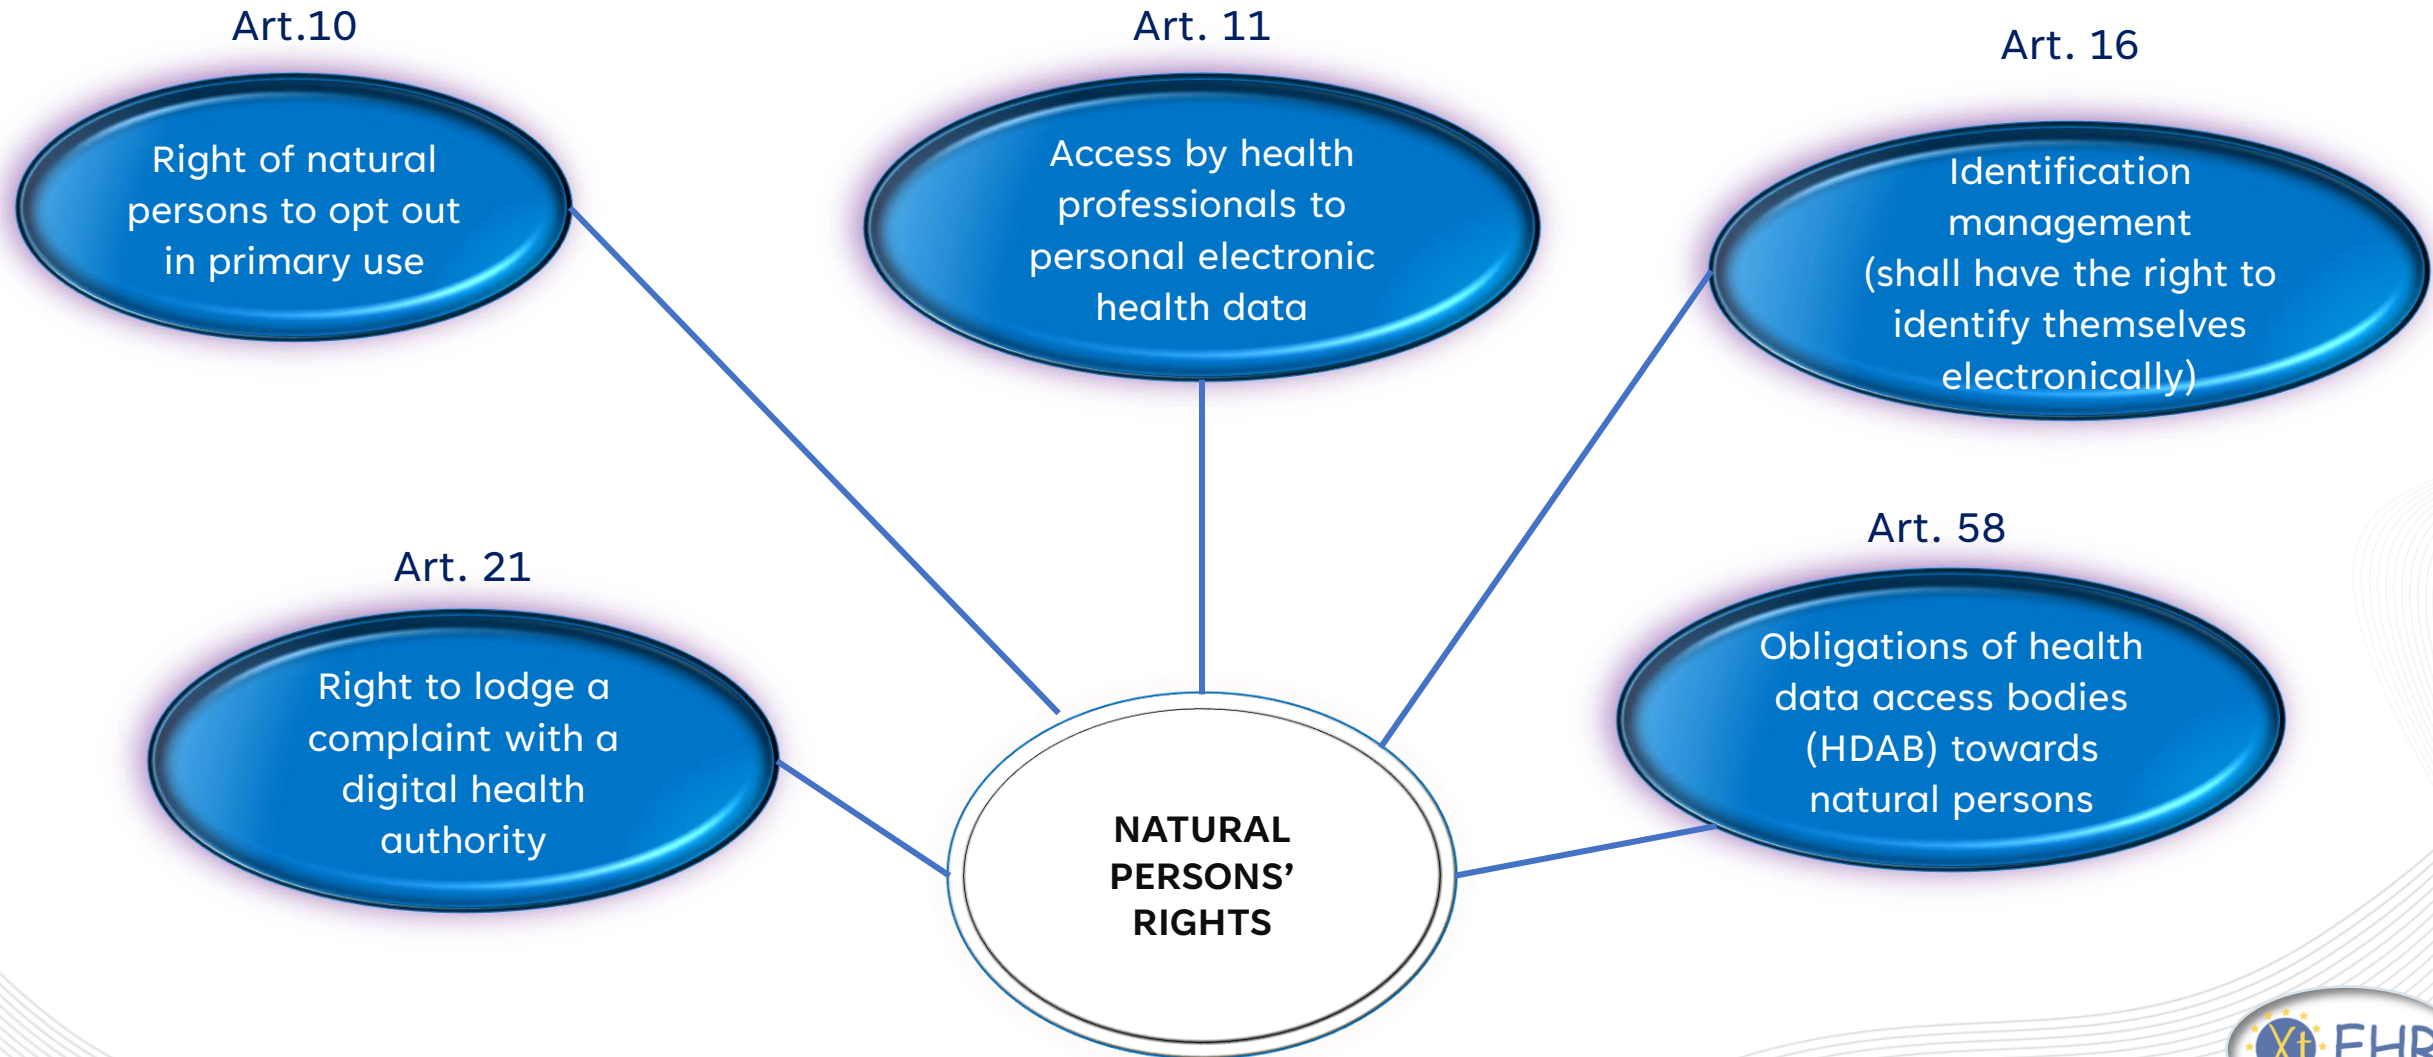 Art.10
Right of natural
persons to opt out
in primary use
Art. 11
Access by health
professionals to
personal electronic
health data
Art. 16
Identification
management
(shall have the right to
identify themselves
electronically)
Art. 21
Right to lodge a
complaint with a
digital health
authority
Art. 58
Obligations of health
data access bodies
(HDAB) towards
natural persons
NATURAL
PERSONS’
RIGHTS
Xt EHR